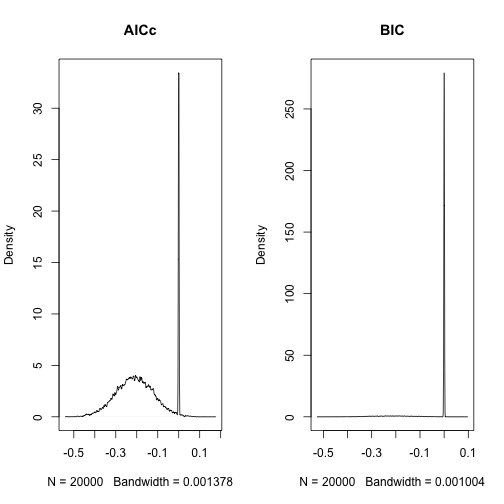 AICc
Density
0 5 10 15 20 25 30
-0.5 -0.3 -0.1 0.1
N = 20000 Bandwidth = 0.001378
BIC
Density
0 50 100 150 200 250
-0.5 -0.3 -0.1 0.1
N = 20000 Bandwidth = 0.001004